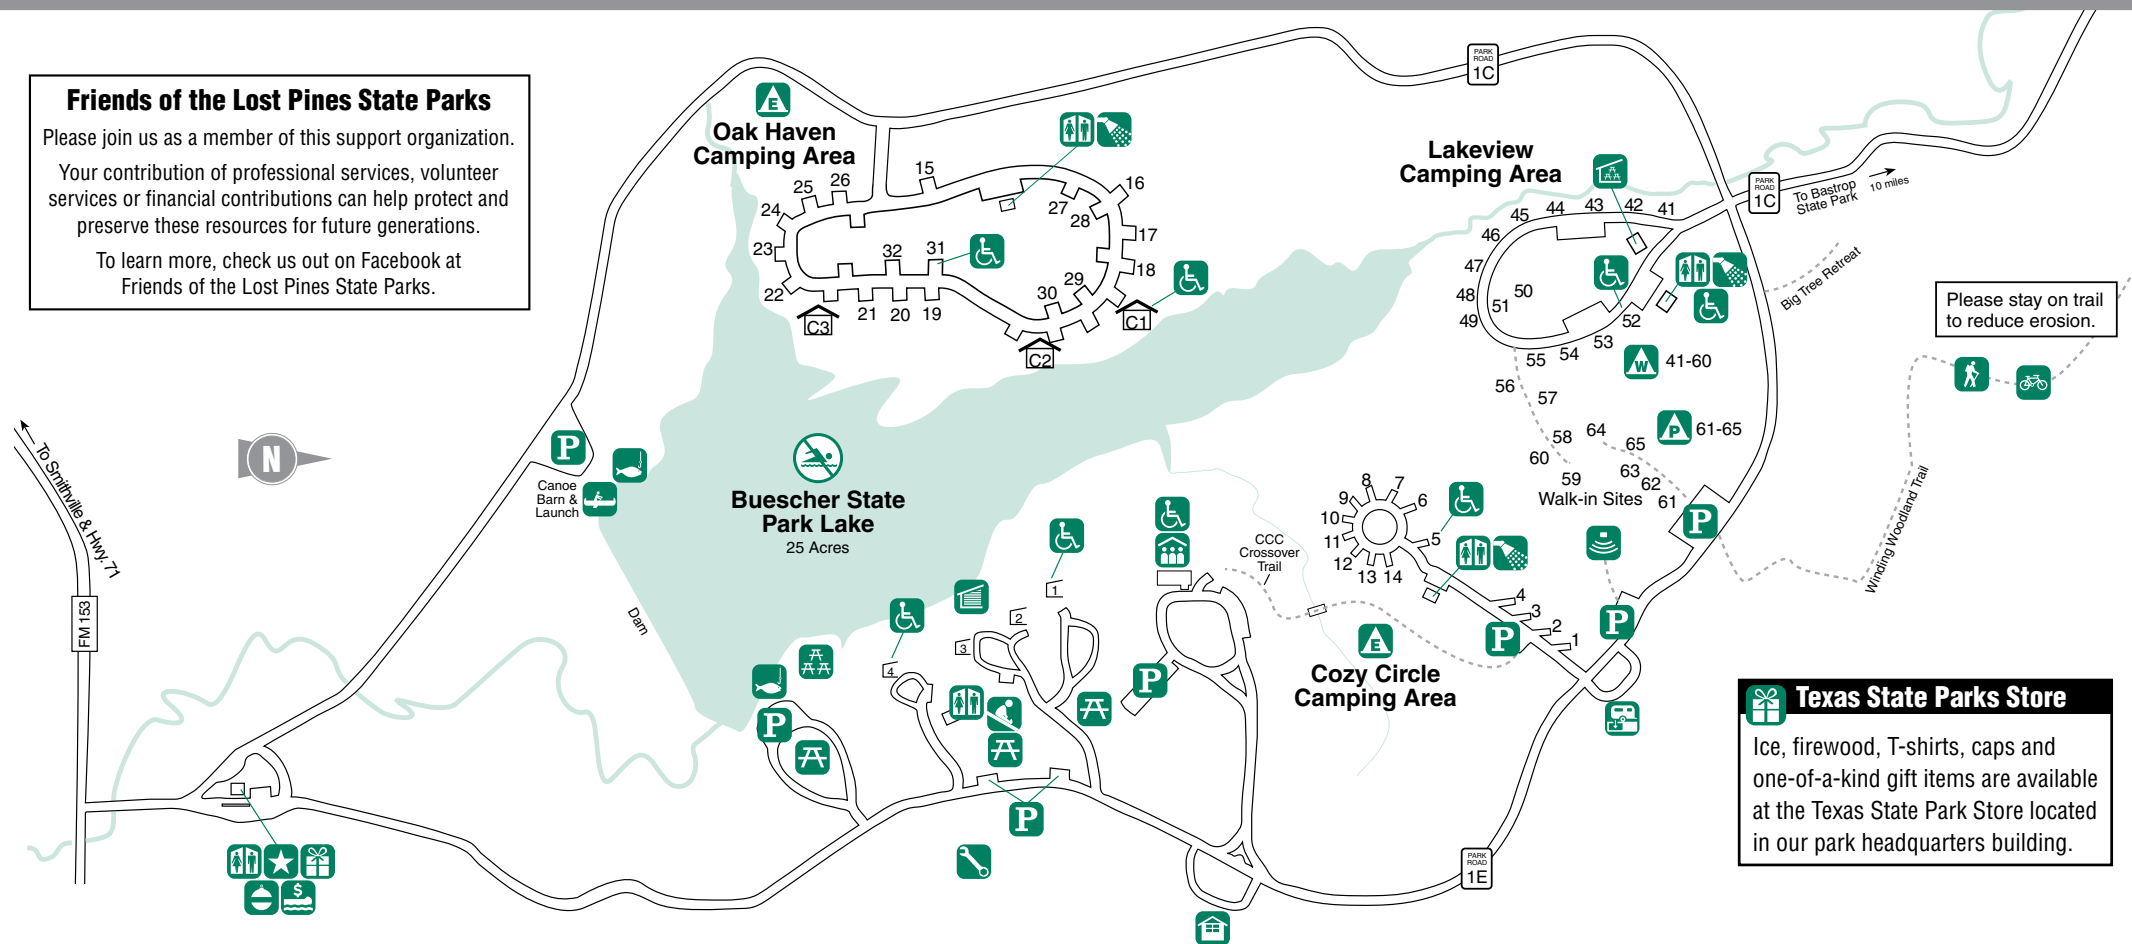 Friends of the Lost Pines State Parks
Please join us as a member of this support organization.
Your contribution of professional services, volunteer
services or financial contributions can help protect and
preserve these resources for future generations.
To learn more, check us out on Facebook at
Friends of the Lost Pines State Parks.
E
Oak Haven
Camping Area
15
16
17
18
19
20
21
22
23
24
25
26
27
28
29
30
31
32
C1
C2
C3
PARK
ROAD
1C
Lakeview
Camping Area
41
42
43
44
45
46
47
48
49
50
51
52
53
54
55
56
57
58
59
60
W
41-60
P
61-65
64
65
63
62
61
Walk-in Sites
P
PARK
ROAD
1C
To Bastrop
State Park
10 miles
Big Tree Retreat
Please stay on trail
to reduce erosion.
Winding Woodland Trail
N
To Smithville & Hwy. 71
FM 153
P
Canoe
Barn &
Launch
Buescher State
Park Lake
25 Acres
Dam
1
2
3
4
P
P
P
CCC
Crossover
Trail
8
7
6
9
10
11
12
13
14
5
4
3
2
1
P
P
E
Cozy Circle
Camping Area
PARK
ROAD
1E
$
Texas State Parks Store
Ice, firewood, T-shirts, caps and
one-of-a-kind gift items are available
at the Texas State Park Store located
in our park headquarters building.